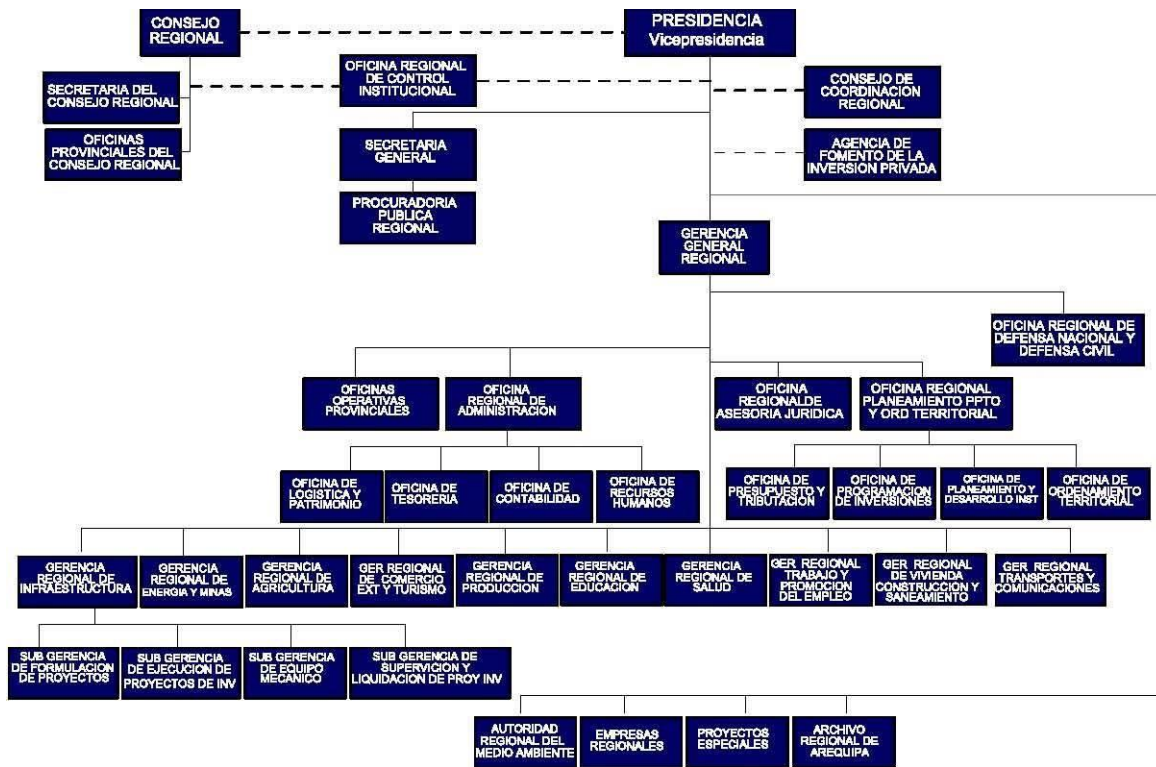 CONSEJO
REGIONAL
PRESIDENCIA
Vicepresidencia
OFICINA REGIONAL
DE CONTROL
INSTITUCIONAL
SECRETARIA DEL
CONSEJO REGIONAL
CONSEJO DE
COORDINACION
REGIONAL
OFICINAS
PROVINCIALES DEL
CONSEJO REGIONAL
SECRETARIA
GENERAL
AGENCIA DE
FOMENTO DE LA
INVERSION PRIVADA
PROCURADORIA
PUBLICA
REGIONAL
GERENCIA
GENERAL
REGIONAL
OFICINA REGIONAL DE
DEFENSA NACIONAL Y
DEFENSA CIVIL
OFICINAS
OPERATIVAS
PROVINCIALES
OFICINA
REGIONAL DE
ADMINISTRACION
OFICINA
REGIONALDE
ASESORIA JURIDICA
OFICINA REGIONAL
PLANEAMIENTO PPTO
Y ORD TERRITORIAL
OFICINA DE
LOGISTICA Y
PATRIMONIO
OFICINA DE
TESORERIA
OFICINA DE
CONTABILIDAD
OFICINA DE
RECURSOS
HUMANOS
OFICINA DE
PRESUPUESTO Y
TRIBUTACION
OFICINA DE
PROGRAMACION
DE INVERSIONES
OFICINA DE
PLANEAMIENTO Y
DESARROLLO INST
OFICINA DE
ORDENAMIENTO
TERRITORIAL
GERENCIA
REGIONAL DE
INFRAESTRUCTURA
GERENCIA
REGIONAL DE
ENERGIA Y MINAS
GERENCIA
REGIONAL DE
AGRICULTURA
GER REGIONAL
DE COMERCIO
EXT Y TURISMO
GERENCIA
REGIONAL DE
PRODUCCION
GERENCIA
REGIONAL DE
EDUCACION
GERENCIA
REGIONAL
DE SALUD
GER REGIONAL
TRABAJO Y
PROMOCION
DEL EMPLEO
GER REGIONAL
DE VIVIENDA
CONSTRUCCION Y
SANEAMIENTO
GER REGIONAL
TRANSPORTES Y
COMUNICACIONES
SUB GERENCIA
DE FORMULACION
DE PROYECTOS
SUB GERENCIA
DE EJECUCION DE
PROYECTOS DE INV
SUB GERENCIA
DE EQUIPO
MECANICO
SUB GERENCIA DE
SUPERVISION Y
LIQUIDACION DE PROY INV
AUTORIDAD
REGIONAL DEL
MEDIO AMBIENTE
EMPRESAS
REGIONALES
PROYECTOS
ESPECIALES
ARCHIVO
REGIONAL DE
AREQUIPA